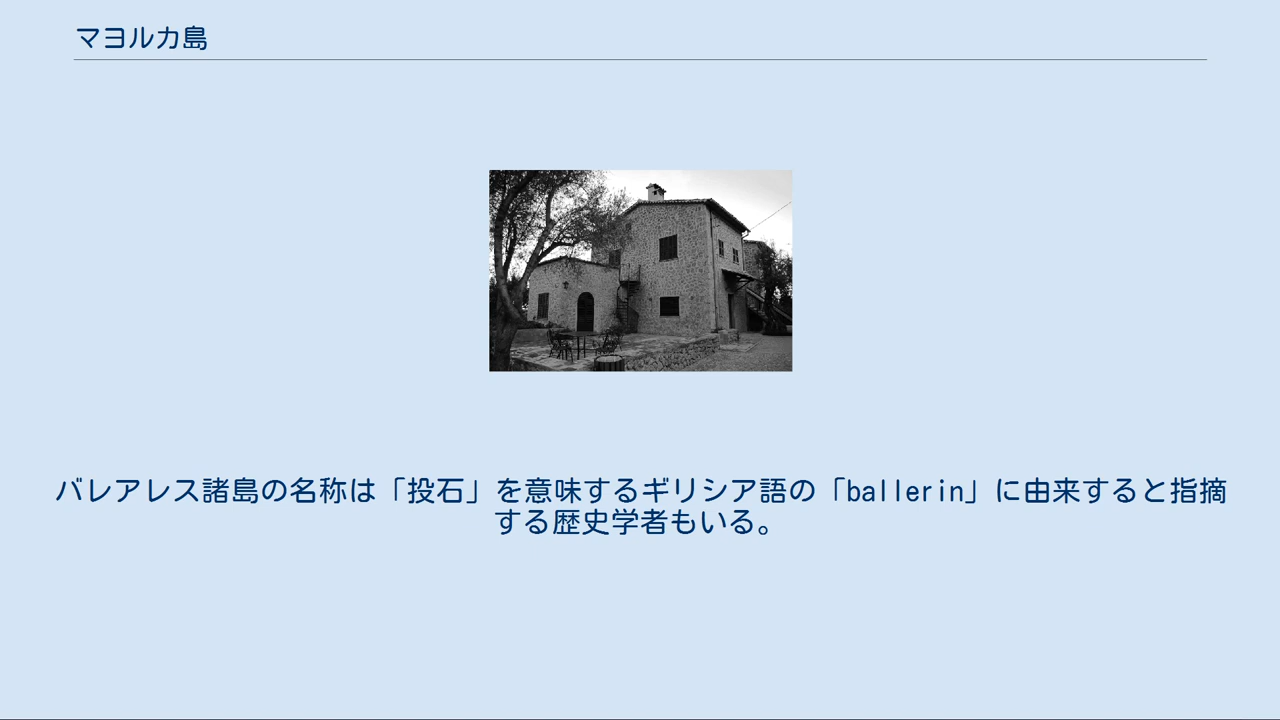 マヨルカ島
バレアレス諸島の名称は「投石」を意味するギリシア語の「ballerin」に由来すると指摘
する歴史学者もいる。